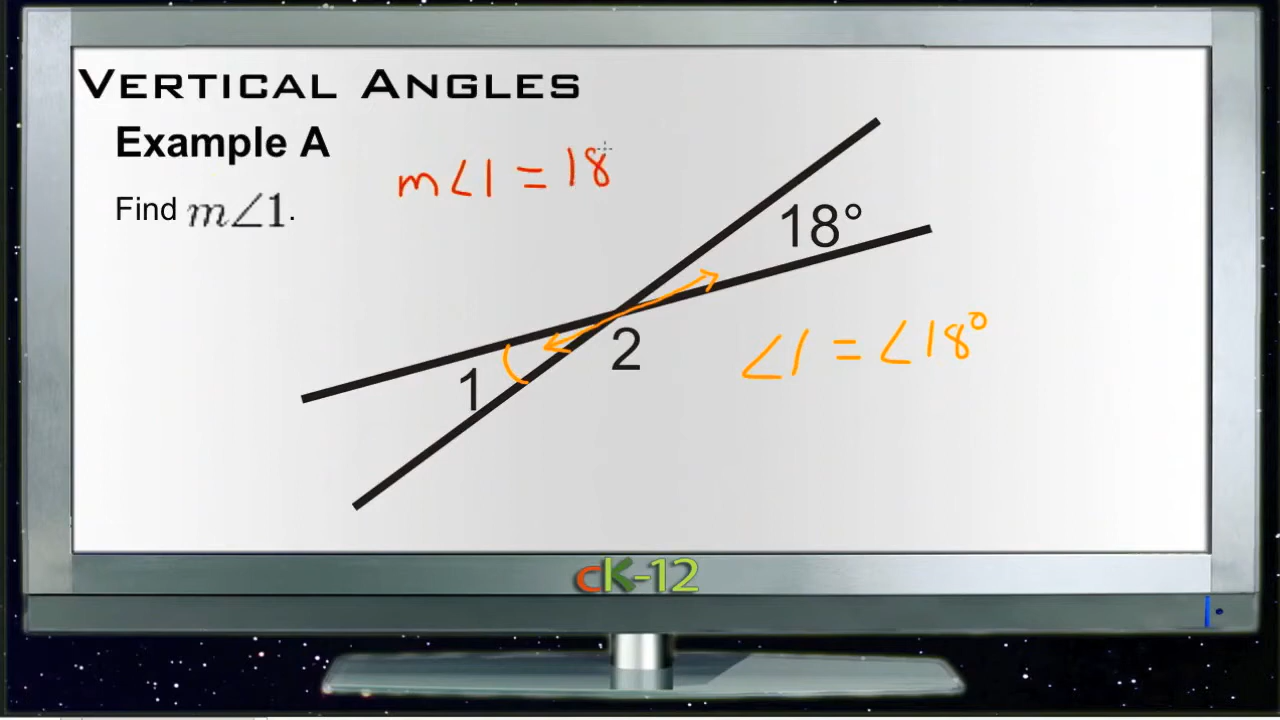 VERTICAL ANGLES
Example A
m∠1 = 18
Find m∠1.
18°
2
∠1 = ∠18°
1
cK-12